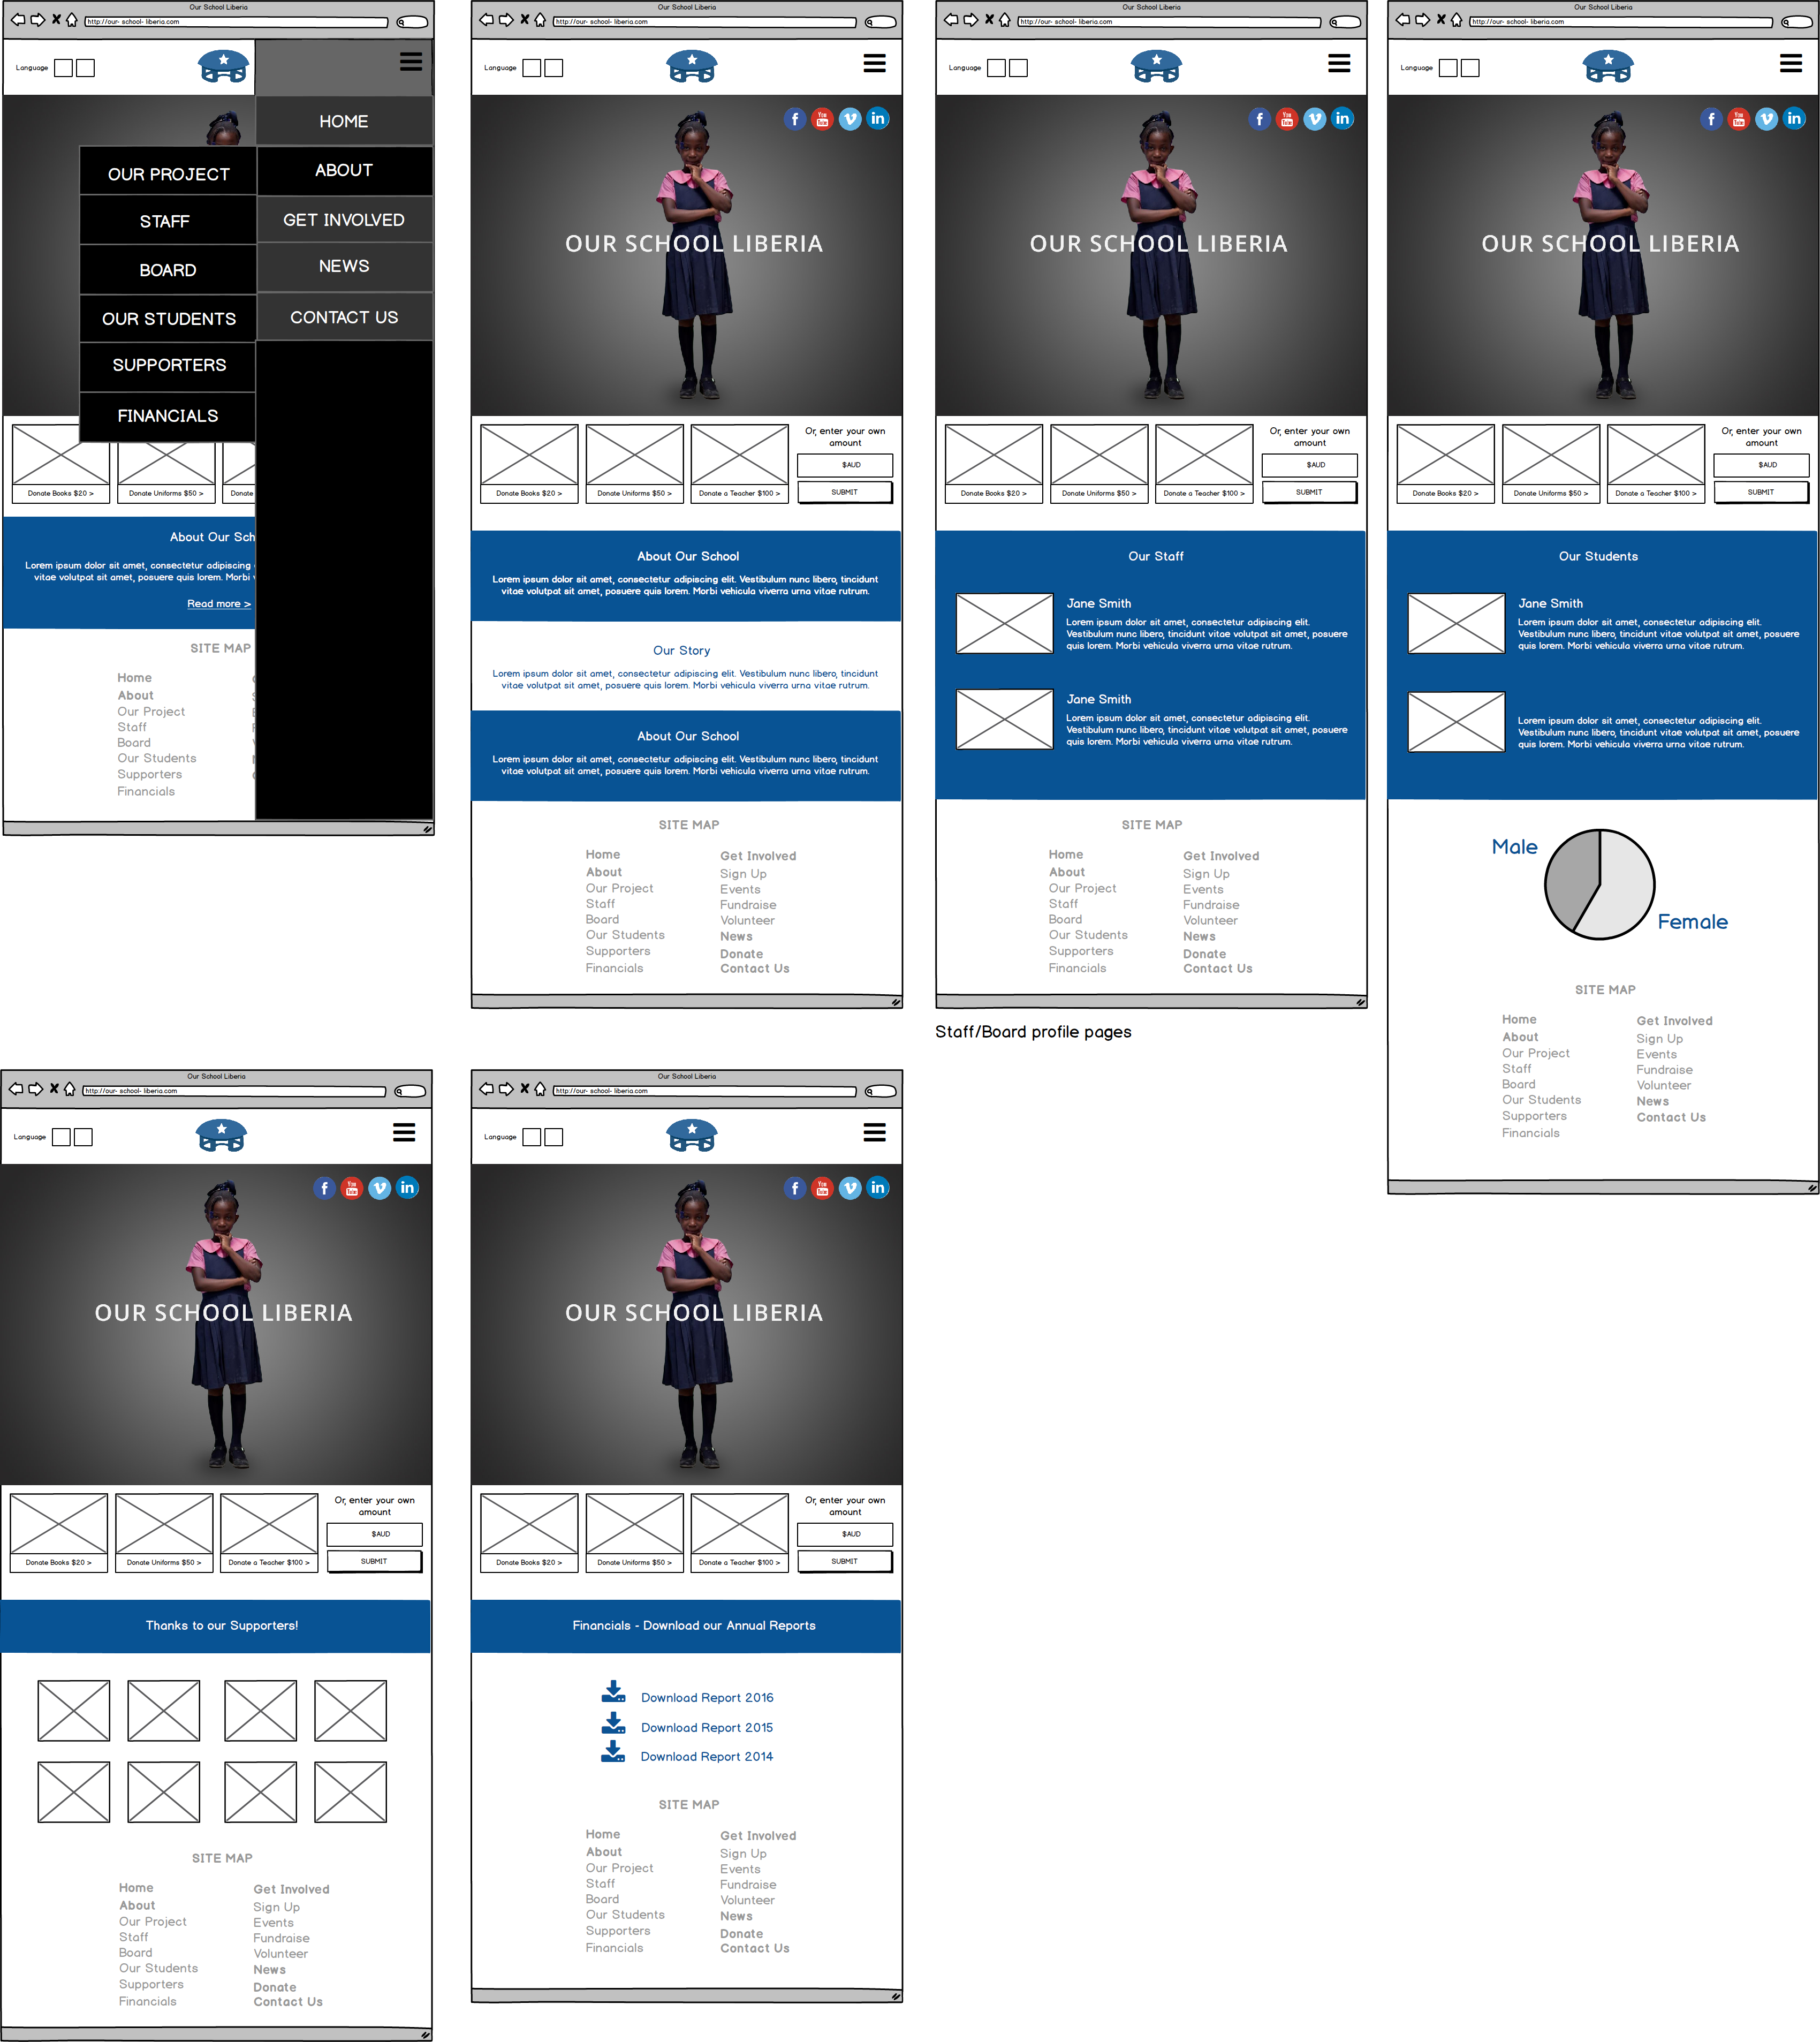 Our School Liberia
http://our- school- liberia.com
Language
HOME
ABOUT
GET INVOLVED
NEWS
CONTACT US
OUR PROJECT
STAFF
BOARD
OUR STUDENTS
SUPPORTERS
FINANCIALS
Donate Books $20 >
Donate Uniforms $50 >
Donate
About Our Sch
Lorem ipsum dolor sit amet, consectetur adipiscing
vitae volutpat sit amet, posuere quis lorem. Morbi
Read more >
SITE MAP
Home
About
Our Project
Staff
Board
Our Students
Supporters
Financials
Our School Liberia
http://our- school- liberia.com
Language
f You Tube v in
OUR SCHOOL LIBERIA
Donate Books $20 >
Donate Uniforms $50 >
Donate a Teacher $100 >
Or, enter your own
amount
$AUD
SUBMIT
About Our School
Lorem ipsum dolor sit amet, consectetur adipiscing elit. Vestibulum nunc libero, tincidunt
vitae volutpat sit amet, posuere quis lorem. Morbi vehicula viverra urna vitae rutrum.
Our Story
Lorem ipsum dolor sit amet, consectetur adipiscing elit. Vestibulum nunc libero, tincidunt
vitae volutpat sit amet, posuere quis lorem. Morbi vehicula viverra urna vitae rutrum.
About Our School
Lorem ipsum dolor sit amet, consectetur adipiscing elit. Vestibulum nunc libero, tincidunt
vitae volutpat sit amet, posuere quis lorem. Morbi vehicula viverra urna vitae rutrum.
SITE MAP
Home
About
Our Project
Staff
Board
Our Students
Supporters
Financials
Get Involved
Sign Up
Events
Fundraise
Volunteer
News
Donate
Contact Us
Our School Liberia
http://our- school- liberia.com
Language
f You Tube v in
OUR SCHOOL LIBERIA
Donate Books $20 >
Donate Uniforms $50 >
Donate a Teacher $100 >
Or, enter your own
amount
$AUD
SUBMIT
Our Staff
Jane Smith
Lorem ipsum dolor sit amet, consectetur adipiscing elit.
Vestibulum nunc libero, tincidunt vitae volutpat sit amet, posuere
quis lorem. Morbi vehicula viverra urna vitae rutrum.
Jane Smith
Lorem ipsum dolor sit amet, consectetur adipiscing elit.
Vestibulum nunc libero, tincidunt vitae volutpat sit amet, posuere
quis lorem. Morbi vehicula viverra urna vitae rutrum.
SITE MAP
Home
About
Our Project
Staff
Board
Our Students
Supporters
Financials
Get Involved
Sign Up
Events
Fundraise
Volunteer
News
Donate
Contact Us
Staff/Board profile pages
Our School Liberia
http://our- school- liberia.com
Language
f You Tube v in
OUR SCHOOL LIBERIA
Donate Books $20 >
Donate Uniforms $50 >
Donate a Teacher $100 >
Or, enter your own
amount
$AUD
SUBMIT
Our Students
Jane Smith
Lorem ipsum dolor sit amet, consectetur adipiscing elit.
Vestibulum nunc libero, tincidunt vitae volutpat sit amet, posuere
quis lorem. Morbi vehicula viverra urna vitae rutrum.
Lorem ipsum dolor sit amet, consectetur adipiscing elit.
Vestibulum nunc libero, tincidunt vitae volutpat sit amet, posuere
quis lorem. Morbi vehicula viverra urna vitae rutrum.
Male
Female
SITE MAP
Home
About
Our Project
Staff
Board
Our Students
Supporters
Financials
Get Involved
Sign Up
Events
Fundraise
Volunteer
News
Contact Us
Our School Liberia
http://our- school- liberia.com
Language
f You Tube v in
OUR SCHOOL LIBERIA
Donate Books $20 >
Donate Uniforms $50 >
Donate a Teacher $100 >
Or, enter your own
amount
$AUD
SUBMIT
Thanks to our Supporters!
SITE MAP
Home
About
Our Project
Staff
Board
Our Students
Supporters
Financials
Get Involved
Sign Up
Events
Fundraise
Volunteer
News
Donate
Contact Us
Our School Liberia
http://our- school- liberia.com
Language
f You Tube v in
OUR SCHOOL LIBERIA
Donate Books $20 >
Donate Uniforms $50 >
Donate a Teacher $100 >
Or, enter your own
amount
$AUD
SUBMIT
Financials - Download our Annual Reports
Download Report 2016
Download Report 2015
Download Report 2014
SITE MAP
Home
About
Our Project
Staff
Board
Our Students
Supporters
Financials
Get Involved
Sign Up
Events
Fundraise
Volunteer
News
Donate
Contact Us